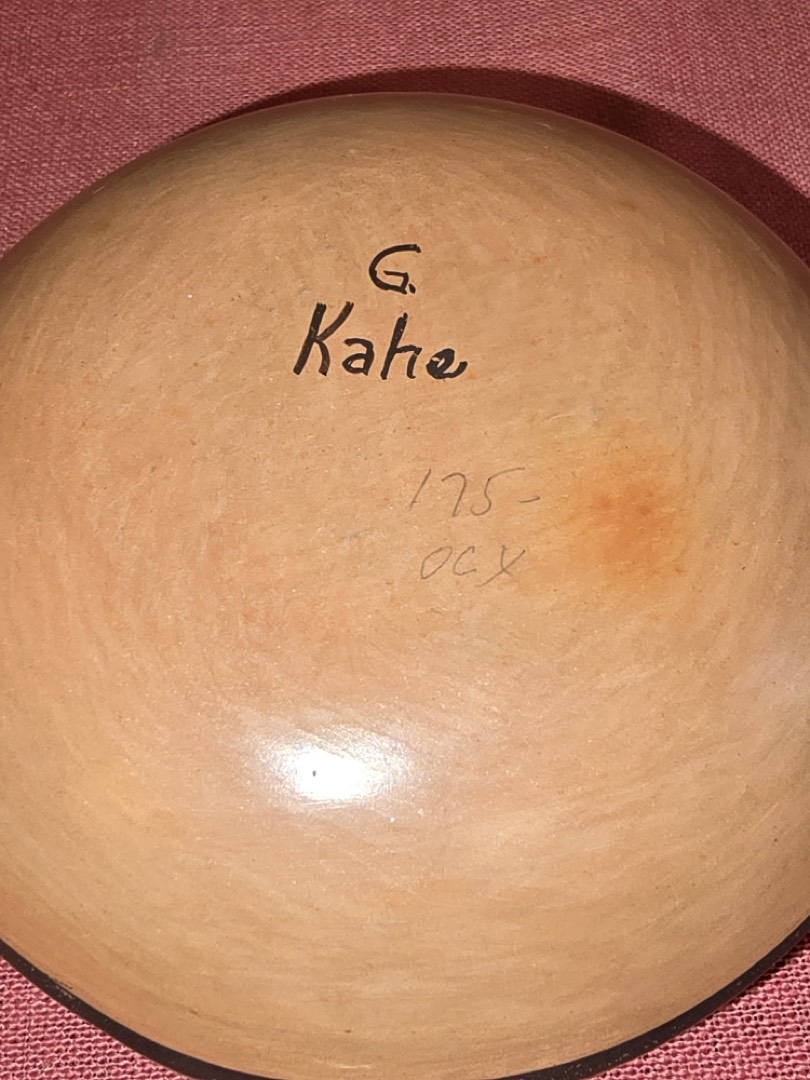 G.
Kahe
175-
OCX